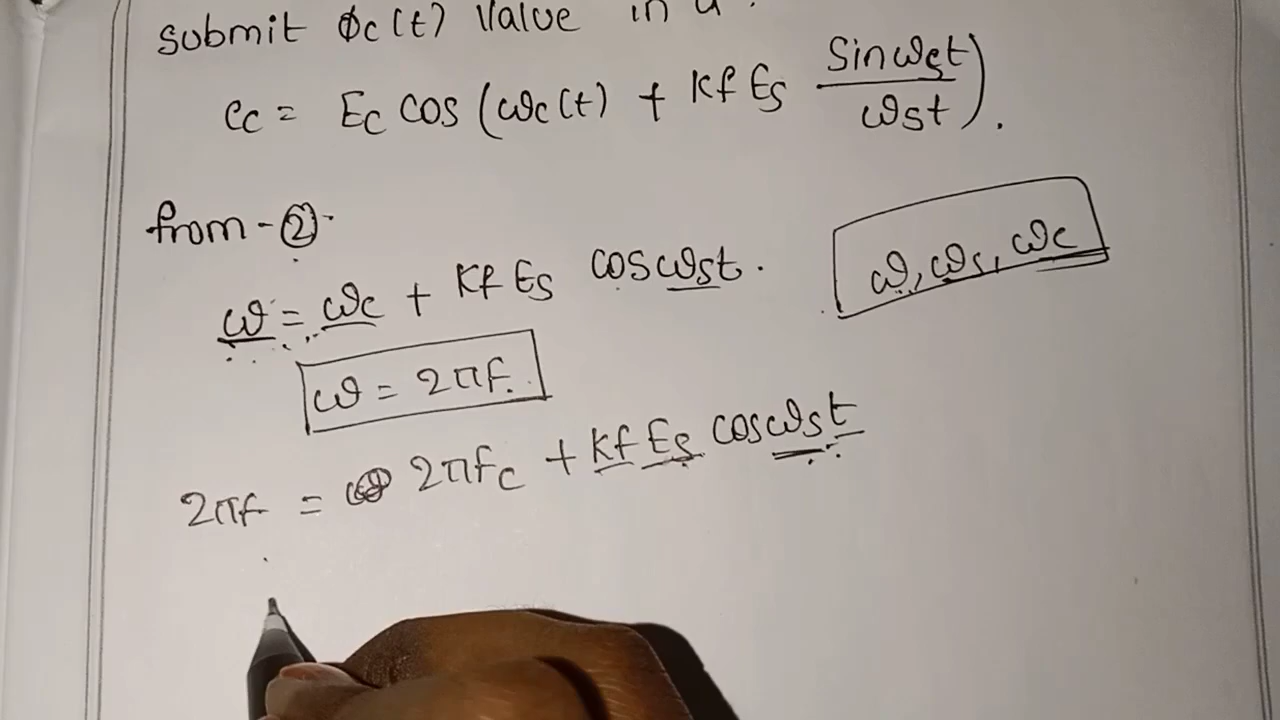 submit φc(t) Value in
ec = Ec cos (ωc(t) + Kf Es Sinωst / ωst).
from - ②.
ω = ωc + Kf Es cosωst.
ω, ωs, ωc
ω = 2πf.
2πf = 2πfc + Kf Es cosωst